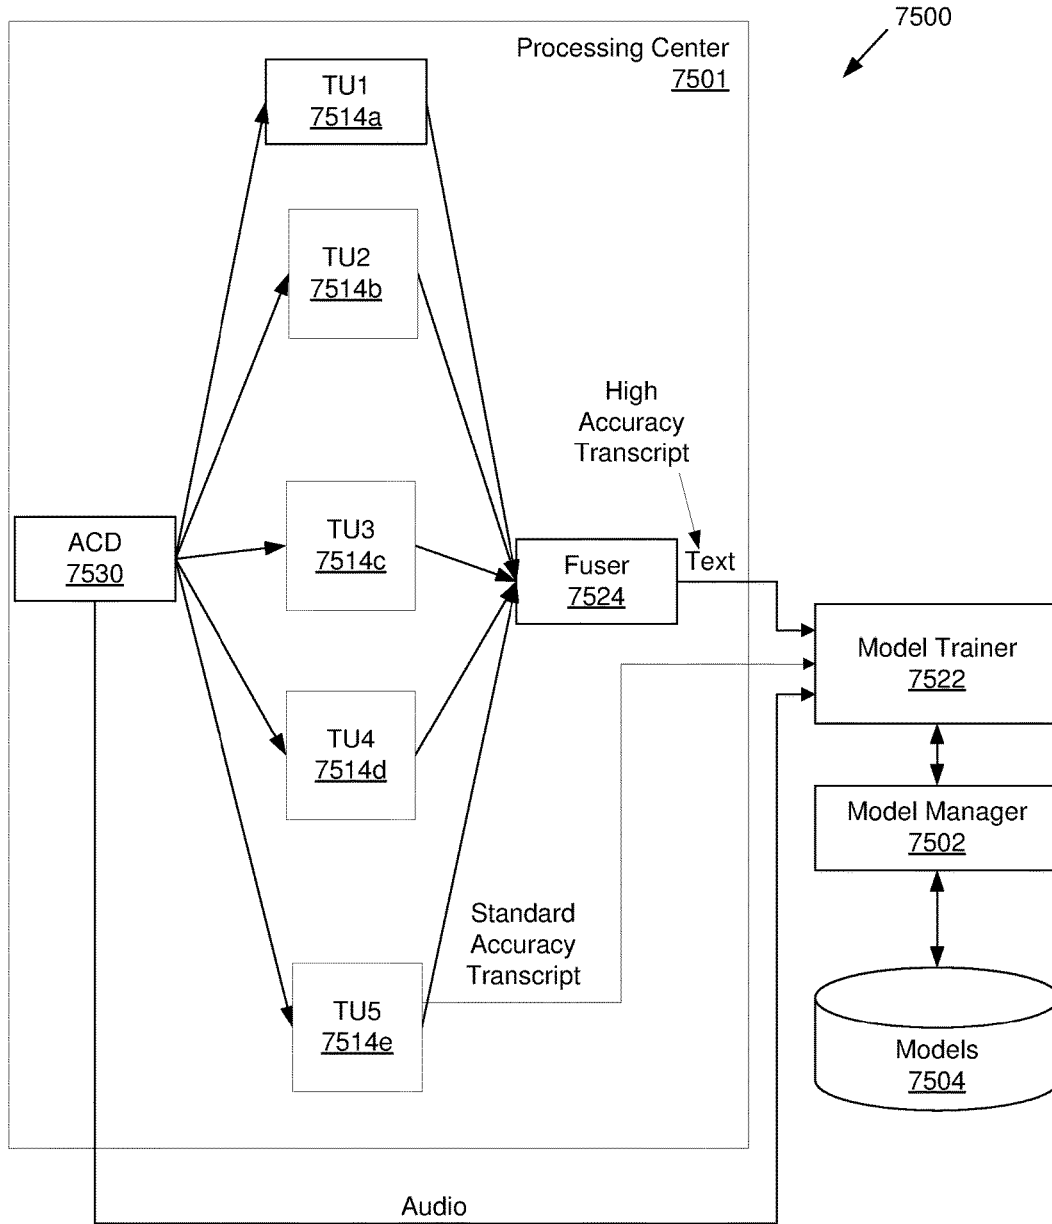 7500
Processing Center
7501
TU1
7514a
TU2
7514b
High
Accuracy
Transcript
TU3
7514c
ACD
7530
Text
Fuser
7524
Model Trainer
7522
TU4
7514d
Model Manager
7502
Standard
Accuracy
Transcript
TU5
7514e
Models
7504
Audio